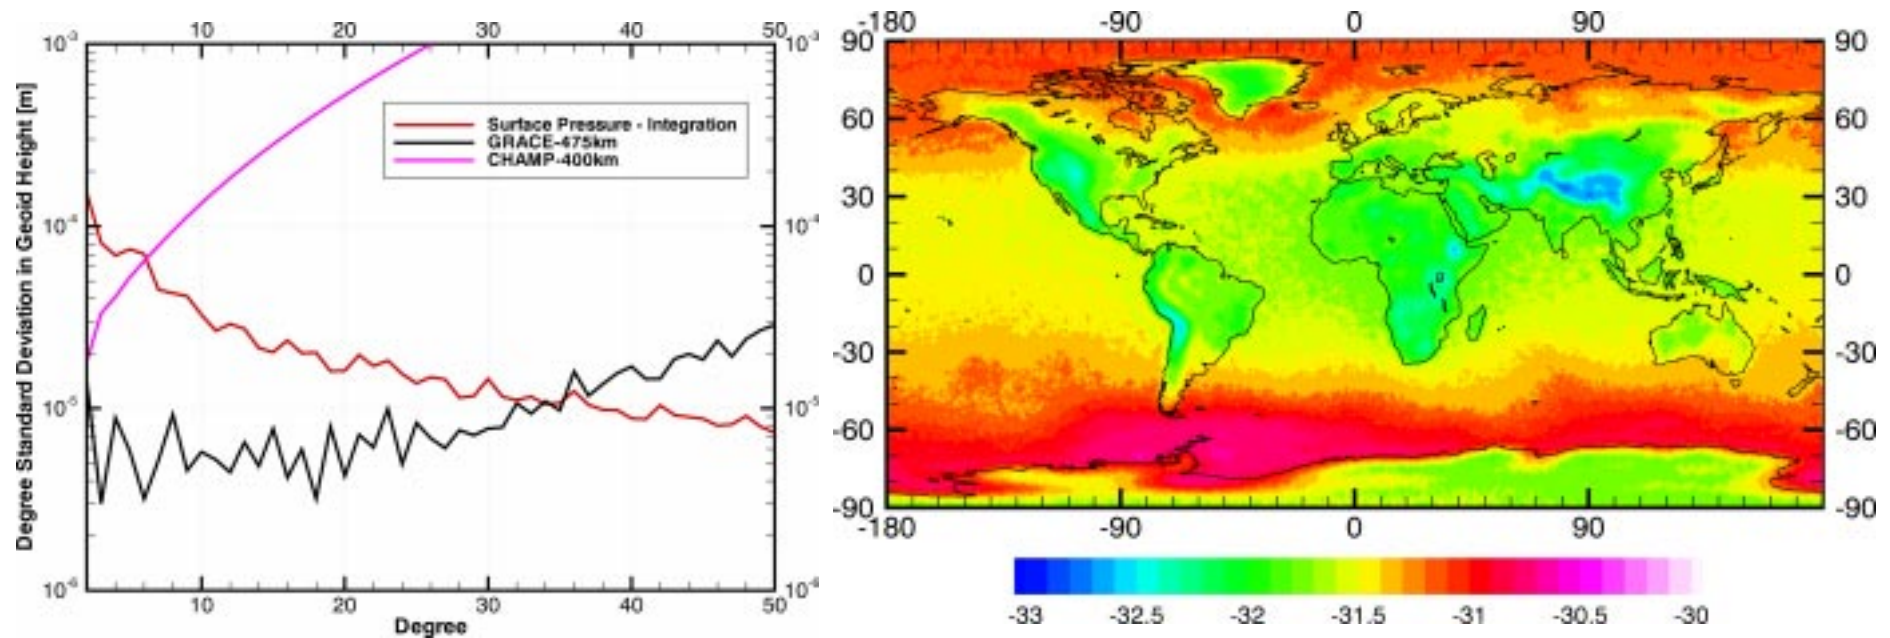 10 20 30 40 50
10-3 10-3
10-4 10-4
10-5 10-5
10-6 10-6
Degree Standard Deviation in Geoid Height [m]
Surface Pressure - Integration
GRACE-475km
CHAMP-400km
10 20 30 40 50
Degree
-180 -90 0 90
90 90
60 60
30 30
0 0
-30 -30
-60 -60
-90 -90
-180 -90 0 90
-33 -32.5 -32 -31.5 -31 -30.5 -30